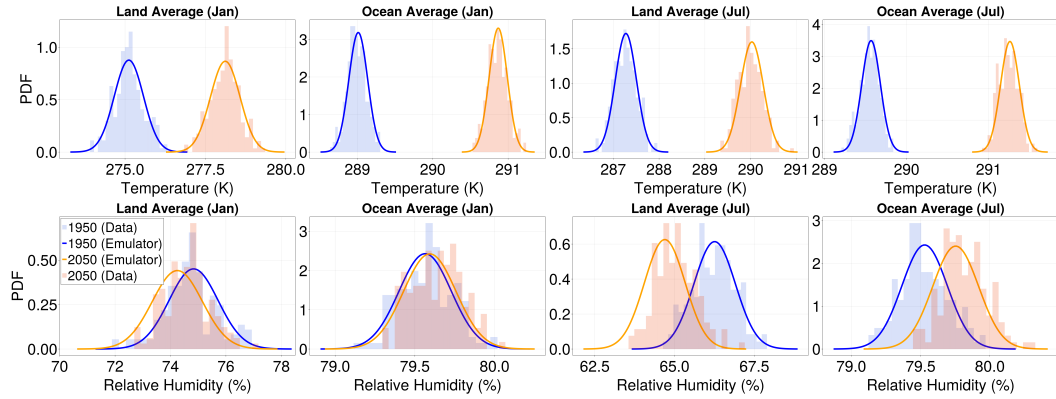 Land Average (Jan)
Ocean Average (Jan)
Land Average (Jul)
Ocean Average (Jul)
PDF
1.0
0.5
0.0
275.0
277.5
280.0
Temperature (K)
3
2
1
0
289
290
291
Temperature (K)
1.5
1.0
0.5
0.0
287
288
289
290
291
Temperature (K)
4
3
2
1
0
289
290
291
Temperature (K)
Land Average (Jan)
Ocean Average (Jan)
Land Average (Jul)
Ocean Average (Jul)
1950 (Data)
1950 (Emulator)
2050 (Emulator)
2050 (Data)
PDF
0.50
0.25
0.00
70
72
74
76
78
Relative Humidity (%)
3
2
1
0
79.0
79.5
80.0
Relative Humidity (%)
0.6
0.4
0.2
0.0
62.5
65.0
67.5
Relative Humidity (%)
3
2
1
0
79.0
79.5
80.0
Relative Humidity (%)